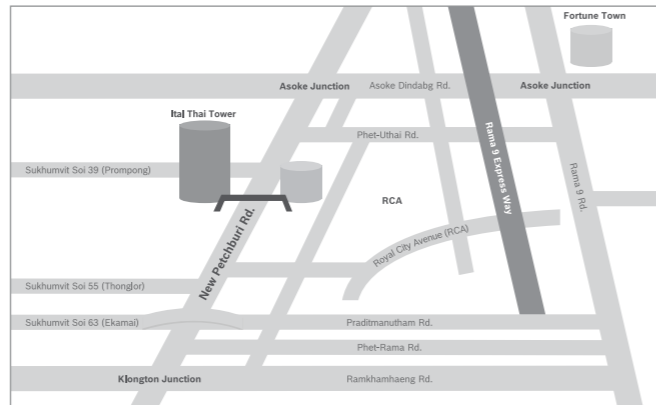 Fortune Town
Asoke Junction
Asoke Dindabg Rd.
Asoke Junction
Ital Thai Tower
Phet-Uthai Rd.
Sukhumvit Soi 39 (Prompong)
Rama 9 Express Way
Rama 9 Rd.
RCA
New Petchburi Rd.
Royal City Avenue (RCA)
Sukhumvit Soi 55 (Thonglor)
Sukhumvit Soi 63 (Ekamai)
Praditmanutham Rd.
Phet-Rama Rd.
Klongton Junction
Ramkhamhaeng Rd.